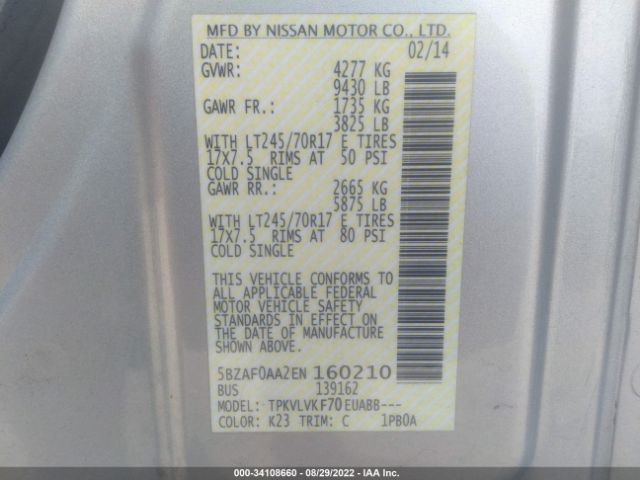 MFD BY NISSAN MOTOR CO., LTD.
DATE: 02/14
GVWR: 4277 KG
9430 LB
GAWR FR.: 1735 KG
3825 LB
WITH LT245/70R17 E TIRES
17X7.5 RIMS AT 50 PSI
COLD SINGLE
GAWR RR.: 2665 KG
5875 LB
WITH LT245/70R17 E TIRES
17X7.5 RIMS AT 80 PSI
COLD SINGLE
THIS VEHICLE CONFORMS TO
ALL APPLICABLE FEDERAL
MOTOR VEHICLE SAFETY
STANDARDS IN EFFECT ON
THE DATE OF MANUFACTURE
SHOWN ABOVE.
5BZAF0AA2EN 160210
BUS 139162
MODEL: TPKVLVKF70EUABB---
COLOR: K23 TRIM: C 1PB0A
000-34108660 - 08/29/2022 - IAA Inc.